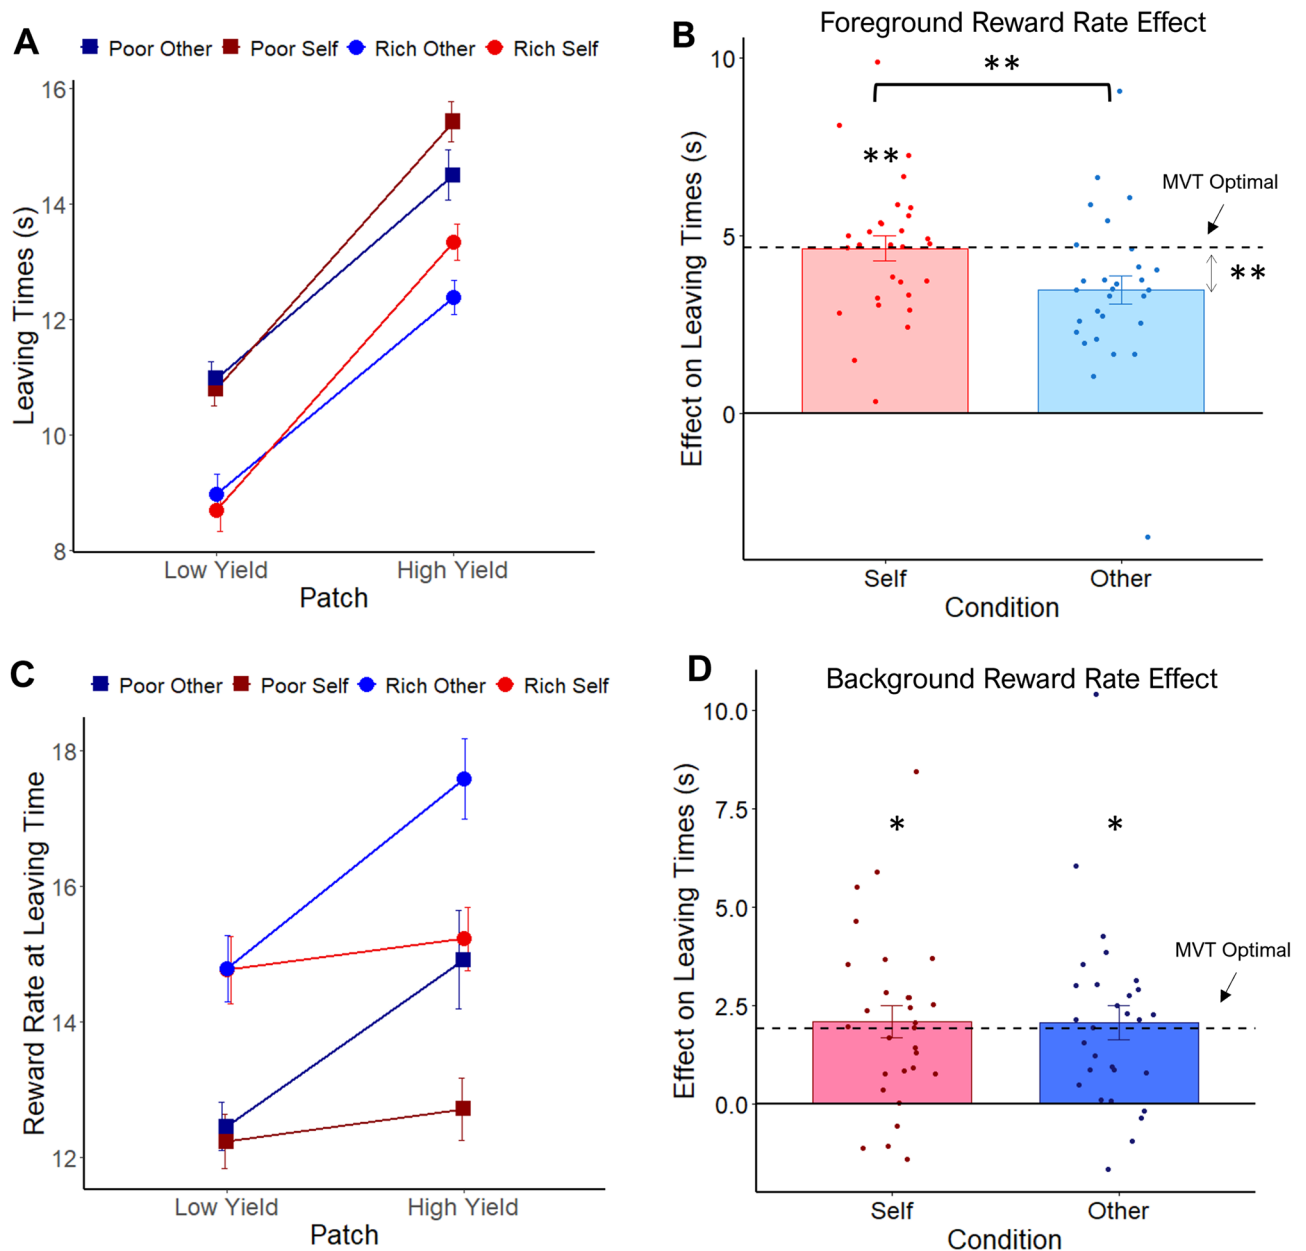 A
Poor Other Poor Self Rich Other Rich Self
16
14
12
10
8
Leaving Times (s)
Low Yield High Yield
Patch
B
Foreground Reward Rate Effect
10
5
0
Effect on Leaving Times (s)
**
**
MVT Optimal
**
Self Other
Condition
C
Poor Other Poor Self Rich Other Rich Self
18
16
14
12
Reward Rate at Leaving Time
Low Yield High Yield
Patch
D
Background Reward Rate Effect
10.0
7.5
5.0
2.5
0.0
Effect on Leaving Times (s)
* *
MVT Optimal
Self Other
Condition